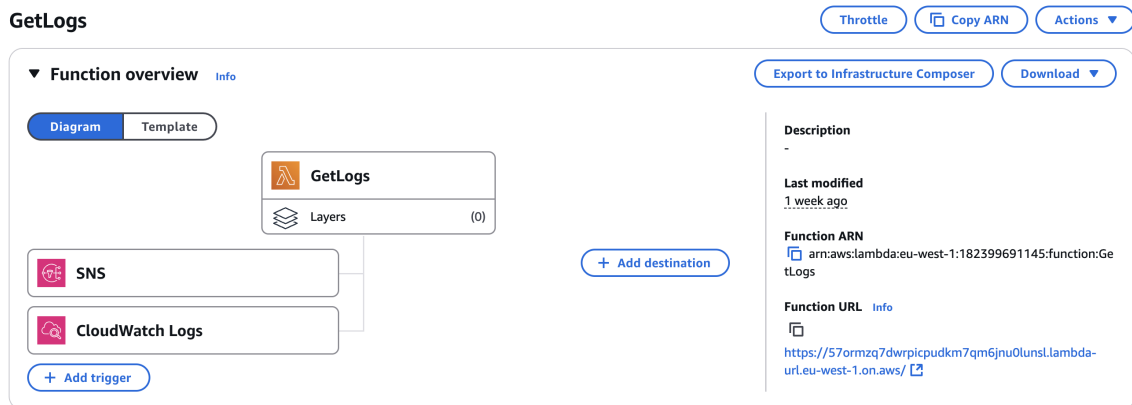 GetLogs
Throttle
Copy ARN
Actions
Function overview
Info
Export to Infrastructure Composer
Download
Diagram
Template
GetLogs
Layers
(0)
SNS
CloudWatch Logs
Add trigger
Add destination
Description
-
Last modified
1 week ago
Function ARN
arn:aws:lambda:eu-west-1:182399691145:function:Ge
tLogs
Function URL Info
https://57ormzq7dwrpicpudkm7qm6jnu0lunsl.lambda-
url.eu-west-1.on.aws/